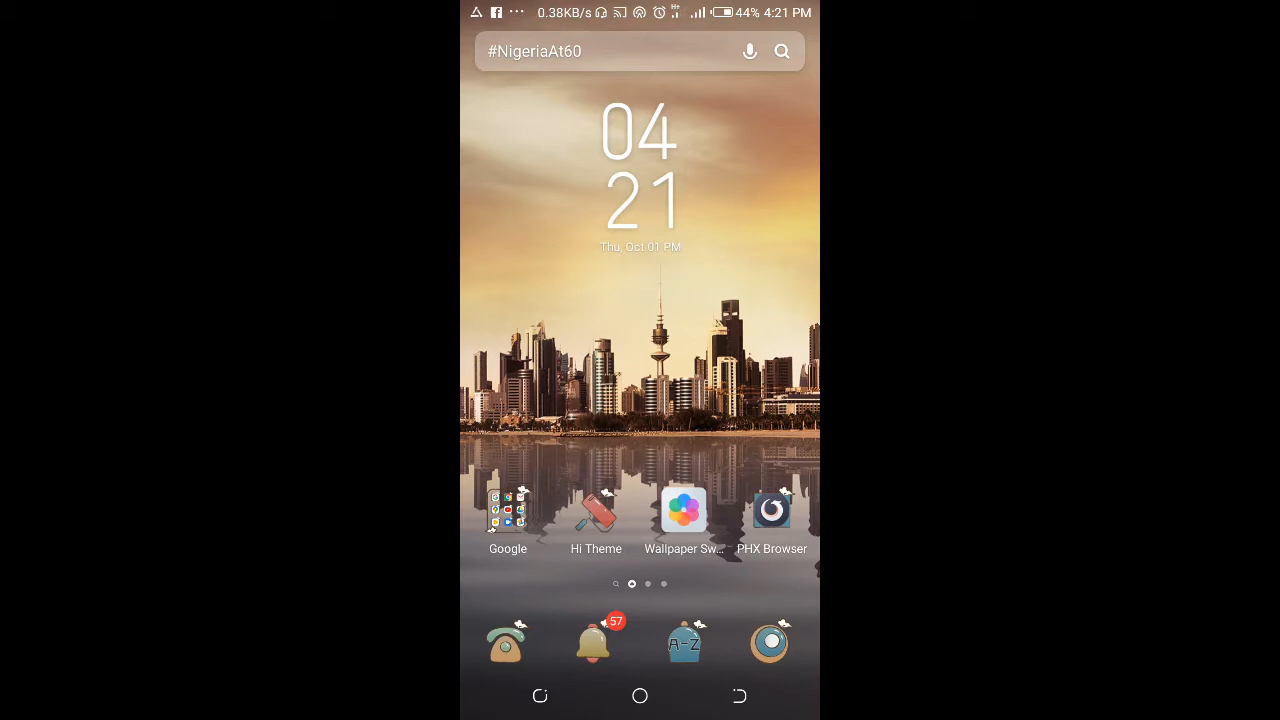 0.38KB/s H+ 44% 4:21 PM
#NigeriaAt60
04
21
Thu, Oct 01 PM
Google Hi Theme Wallpaper Sw... PHX Browser
57
A-Z